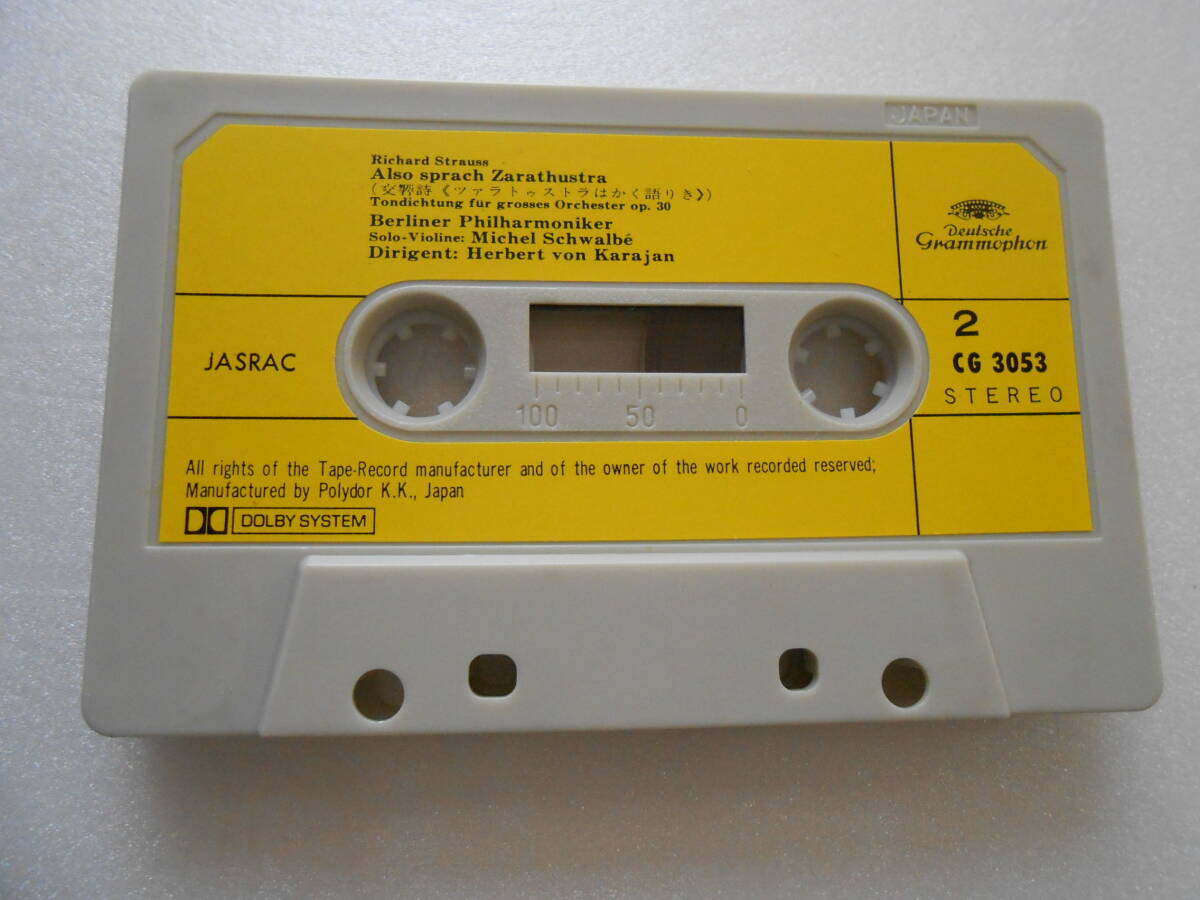 JAPAN
Richard Strauss
Also sprach Zarathustra
(交響詩《ツァラトゥストラはかく語りき》)
Tondichtung für grosses Orchester op. 30
Berliner Philharmoniker
Solo-Violine: Michel Schwalbé
Dirigent: Herbert von Karajan
Deutsche
Grammophon
JASRAC
2
CG 3053
STEREO
100 50 0
All rights of the Tape-Record manufacturer and of the owner of the work recorded reserved;
Manufactured by Polydor K.K., Japan
DOLBY SYSTEM